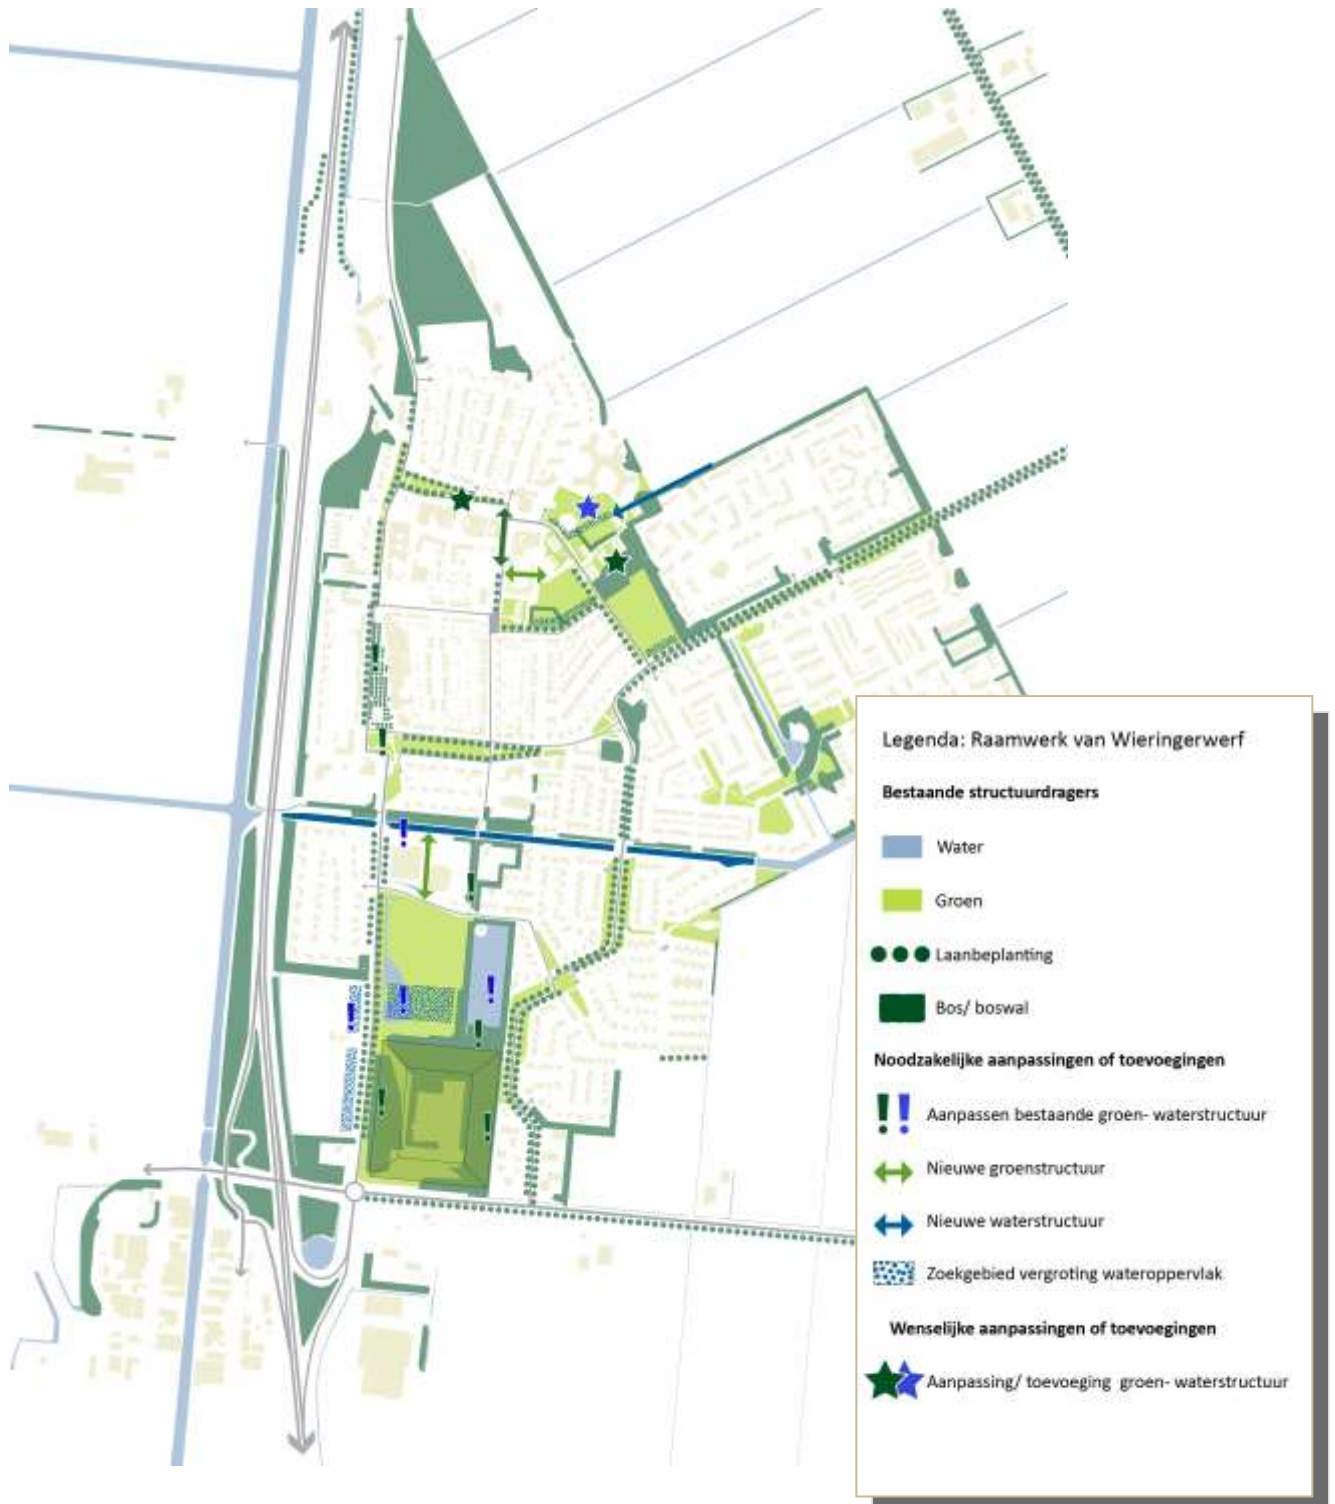 Legenda: Raamwerk van Wieringerwerf
Bestaande structuurdragers
Water
Groen
Laanbeplanting
Bos/ boswal
Noodzakelijke aanpassingen of toevoegingen
Aanpassen bestaande groen- waterstructuur
Nieuwe groenstructuur
Nieuwe waterstructuur
Zoekgebied vergroting wateroppervlak
Wenselijke aanpassingen of toevoegingen
Aanpassing/ toevoeging groen- waterstructuur